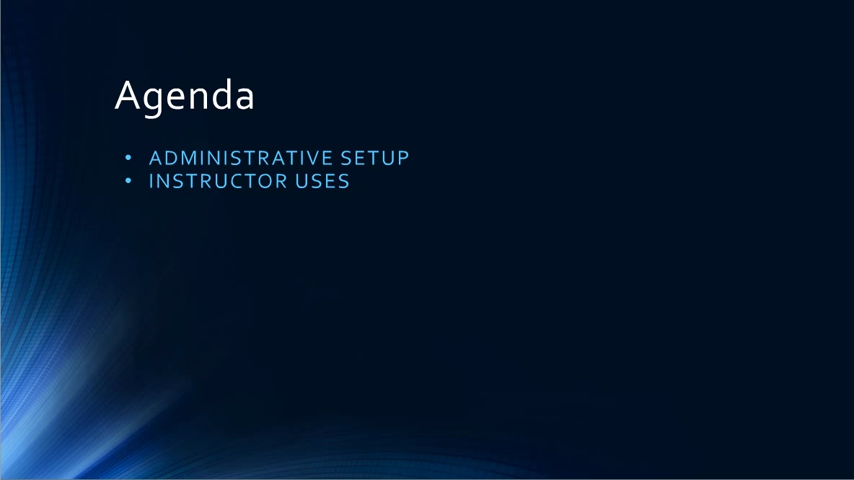 Agenda
• ADMINISTRATIVE SETUP
• INSTRUCTOR USES